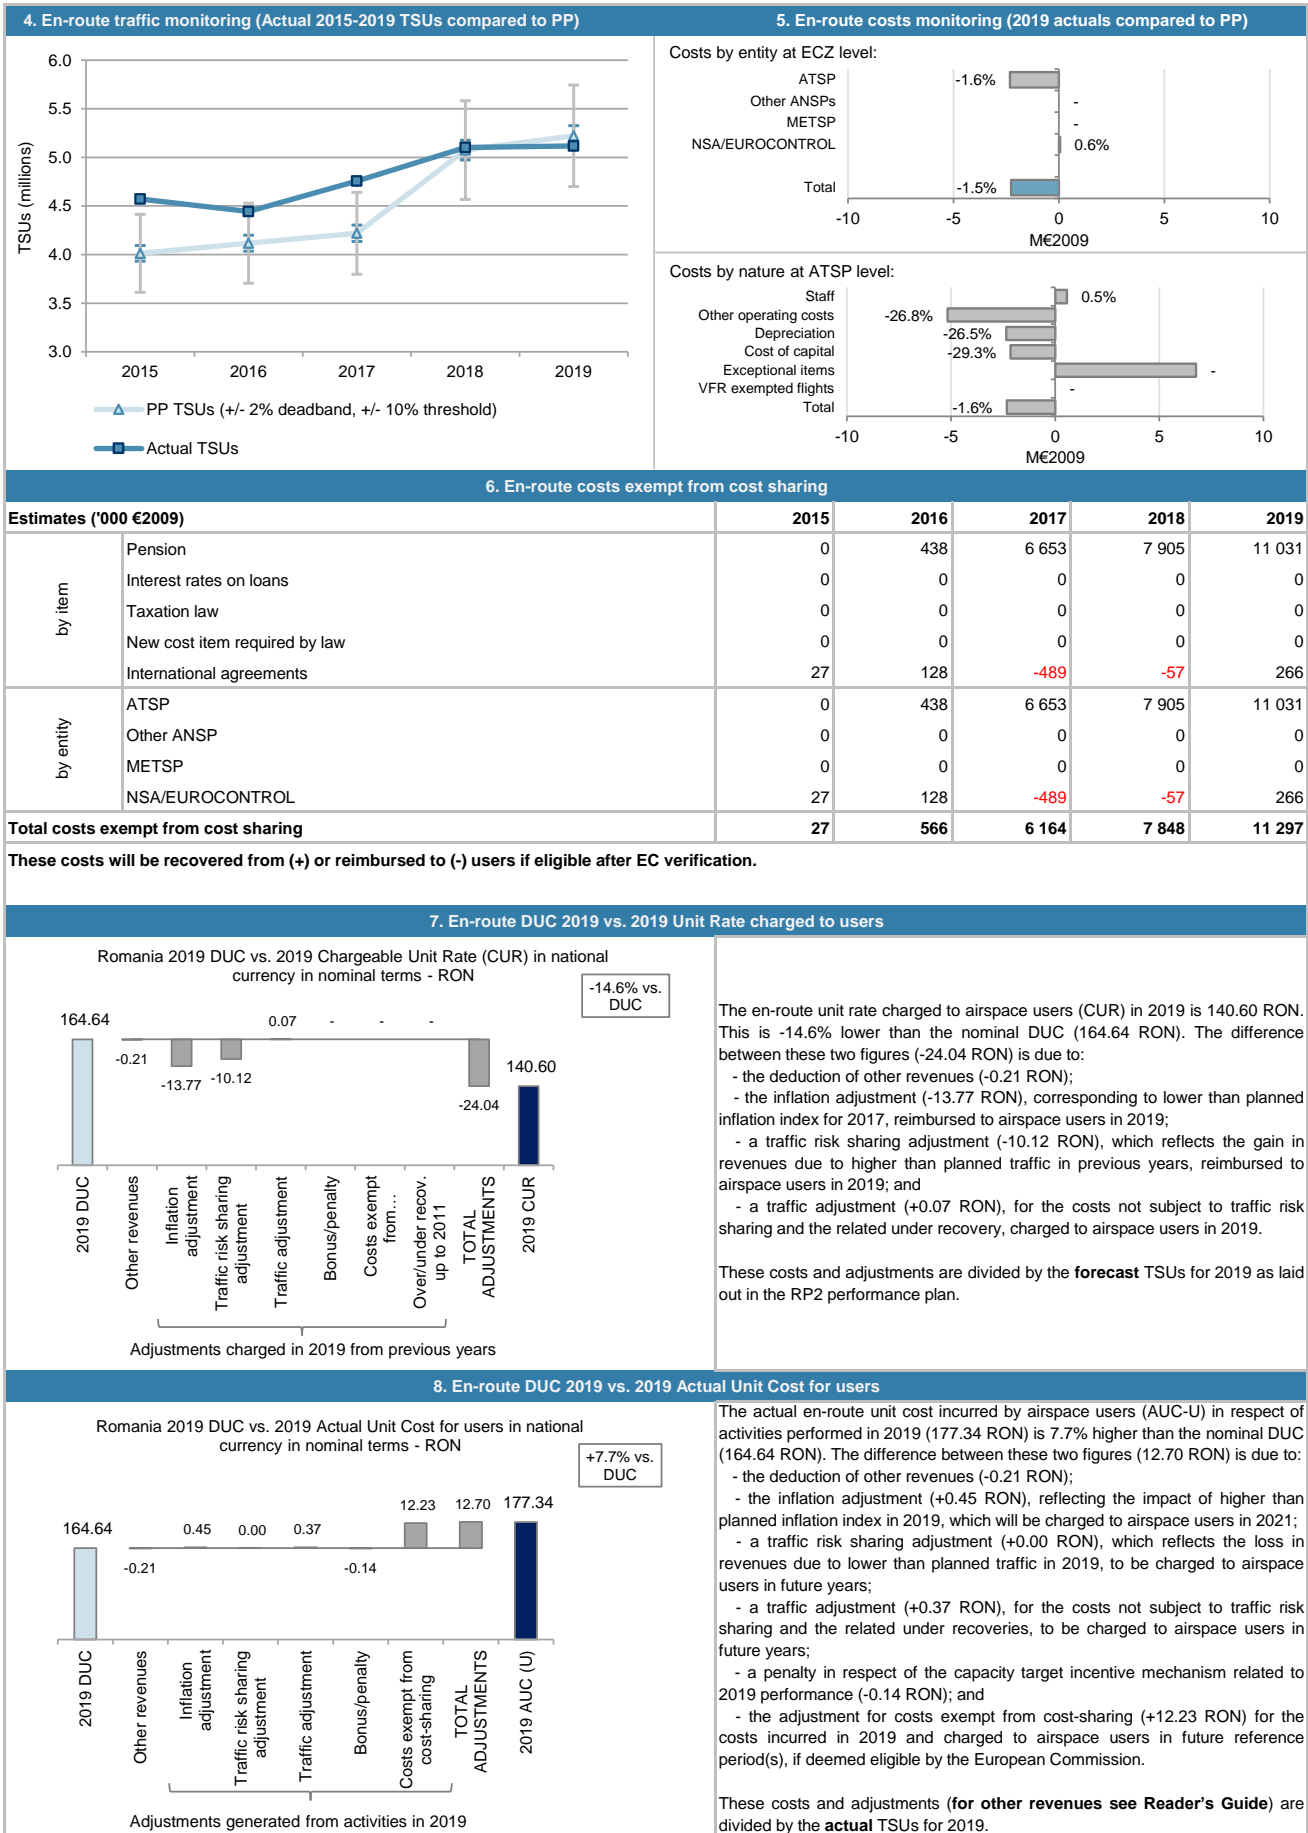 4. En-route traffic monitoring (Actual 2015-2019 TSUs compared to PP)
6.0
5.5
5.0
4.5
4.0
3.5
3.0
TSUs (millions)
2015 2016 2017 2018 2019
PP TSUs (+/- 2% deadband, +/- 10% threshold)
Actual TSUs
5. En-route costs monitoring (2019 actuals compared to PP)
Costs by entity at ECZ level:
ATSP -1.6%
Other ANSPs -
METSP -
NSA/EUROCONTROL 0.6%
Total -1.5%
-10 -5 0 5 10
M€2009
Costs by nature at ATSP level:
Staff 0.5%
Other operating costs -26.8%
Depreciation -26.5%
Cost of capital -29.3%
Exceptional items -
VFR exempted flights -
Total -1.6%
-10 -5 0 5 10
M€2009
6. En-route costs exempt from cost sharing
Estimates ('000 €2009) 2015 2016 2017 2018 2019
by item
Pension 0 438 6 653 7 905 11 031
Interest rates on loans 0 0 0 0 0
Taxation law 0 0 0 0 0
New cost item required by law 0 0 0 0 0
International agreements 27 128 -489 -57 266
by entity
ATSP 0 438 6 653 7 905 11 031
Other ANSP 0 0 0 0 0
METSP 0 0 0 0 0
NSA/EUROCONTROL 27 128 -489 -57 266
Total costs exempt from cost sharing 27 566 6 164 7 848 11 297
These costs will be recovered from (+) or reimbursed to (-) users if eligible after EC verification.
7. En-route DUC 2019 vs. 2019 Unit Rate charged to users
Romania 2019 DUC vs. 2019 Chargeable Unit Rate (CUR) in national
currency in nominal terms - RON
-14.6% vs.
DUC
164.64 -0.21 -13.77 -10.12 0.07 - - - -24.04 140.60
2019 DUC
Other revenues
Inflation
adjustment
Traffic risk sharing
adjustment
Traffic adjustment
Bonus/penalty
Costs exempt
from...
Over/under recov.
up to 2011
TOTAL
ADJUSTMENTS
2019 CUR
Adjustments charged in 2019 from previous years
The en-route unit rate charged to airspace users (CUR) in 2019 is 140.60 RON.
This is -14.6% lower than the nominal DUC (164.64 RON). The difference
between these two figures (-24.04 RON) is due to:
- the deduction of other revenues (-0.21 RON);
- the inflation adjustment (-13.77 RON), corresponding to lower than planned
inflation index for 2017, reimbursed to airspace users in 2019;
- a traffic risk sharing adjustment (-10.12 RON), which reflects the gain in
revenues due to higher than planned traffic in previous years, reimbursed to
airspace users in 2019; and
- a traffic adjustment (+0.07 RON), for the costs not subject to traffic risk
sharing and the related under recovery, charged to airspace users in 2019.
These costs and adjustments are divided by the forecast TSUs for 2019 as laid
out in the RP2 performance plan.
8. En-route DUC 2019 vs. 2019 Actual Unit Cost for users
Romania 2019 DUC vs. 2019 Actual Unit Cost for users in national
currency in nominal terms - RON
+7.7% vs.
DUC
164.64 -0.21 0.45 0.00 0.37 -0.14 12.23 12.70 177.34
2019 DUC
Other revenues
Inflation
adjustment
Traffic risk sharing
adjustment
Traffic adjustment
Bonus/penalty
Costs exempt from
cost-sharing
TOTAL
ADJUSTMENTS
2019 AUC (U)
Adjustments generated from activities in 2019
The actual en-route unit cost incurred by airspace users (AUC-U) in respect of
activities performed in 2019 (177.34 RON) is 7.7% higher than the nominal DUC
(164.64 RON). The difference between these two figures (12.70 RON) is due to:
- the deduction of other revenues (-0.21 RON);
- the inflation adjustment (+0.45 RON), reflecting the impact of higher than
planned inflation index in 2019, which will be charged to airspace users in 2021;
- a traffic risk sharing adjustment (+0.00 RON), which reflects the loss in
revenues due to lower than planned traffic in 2019, to be charged to airspace
users in future years;
- a traffic adjustment (+0.37 RON), for the costs not subject to traffic risk
sharing and the related under recoveries, to be charged to airspace users in
future years;
- a penalty in respect of the capacity target incentive mechanism related to
2019 performance (-0.14 RON); and
- the adjustment for costs exempt from cost-sharing (+12.23 RON) for the
costs incurred in 2019 and charged to airspace users in future reference
period(s), if deemed eligible by the European Commission.
These costs and adjustments (for other revenues see Reader's Guide) are
divided by the actual TSUs for 2019.